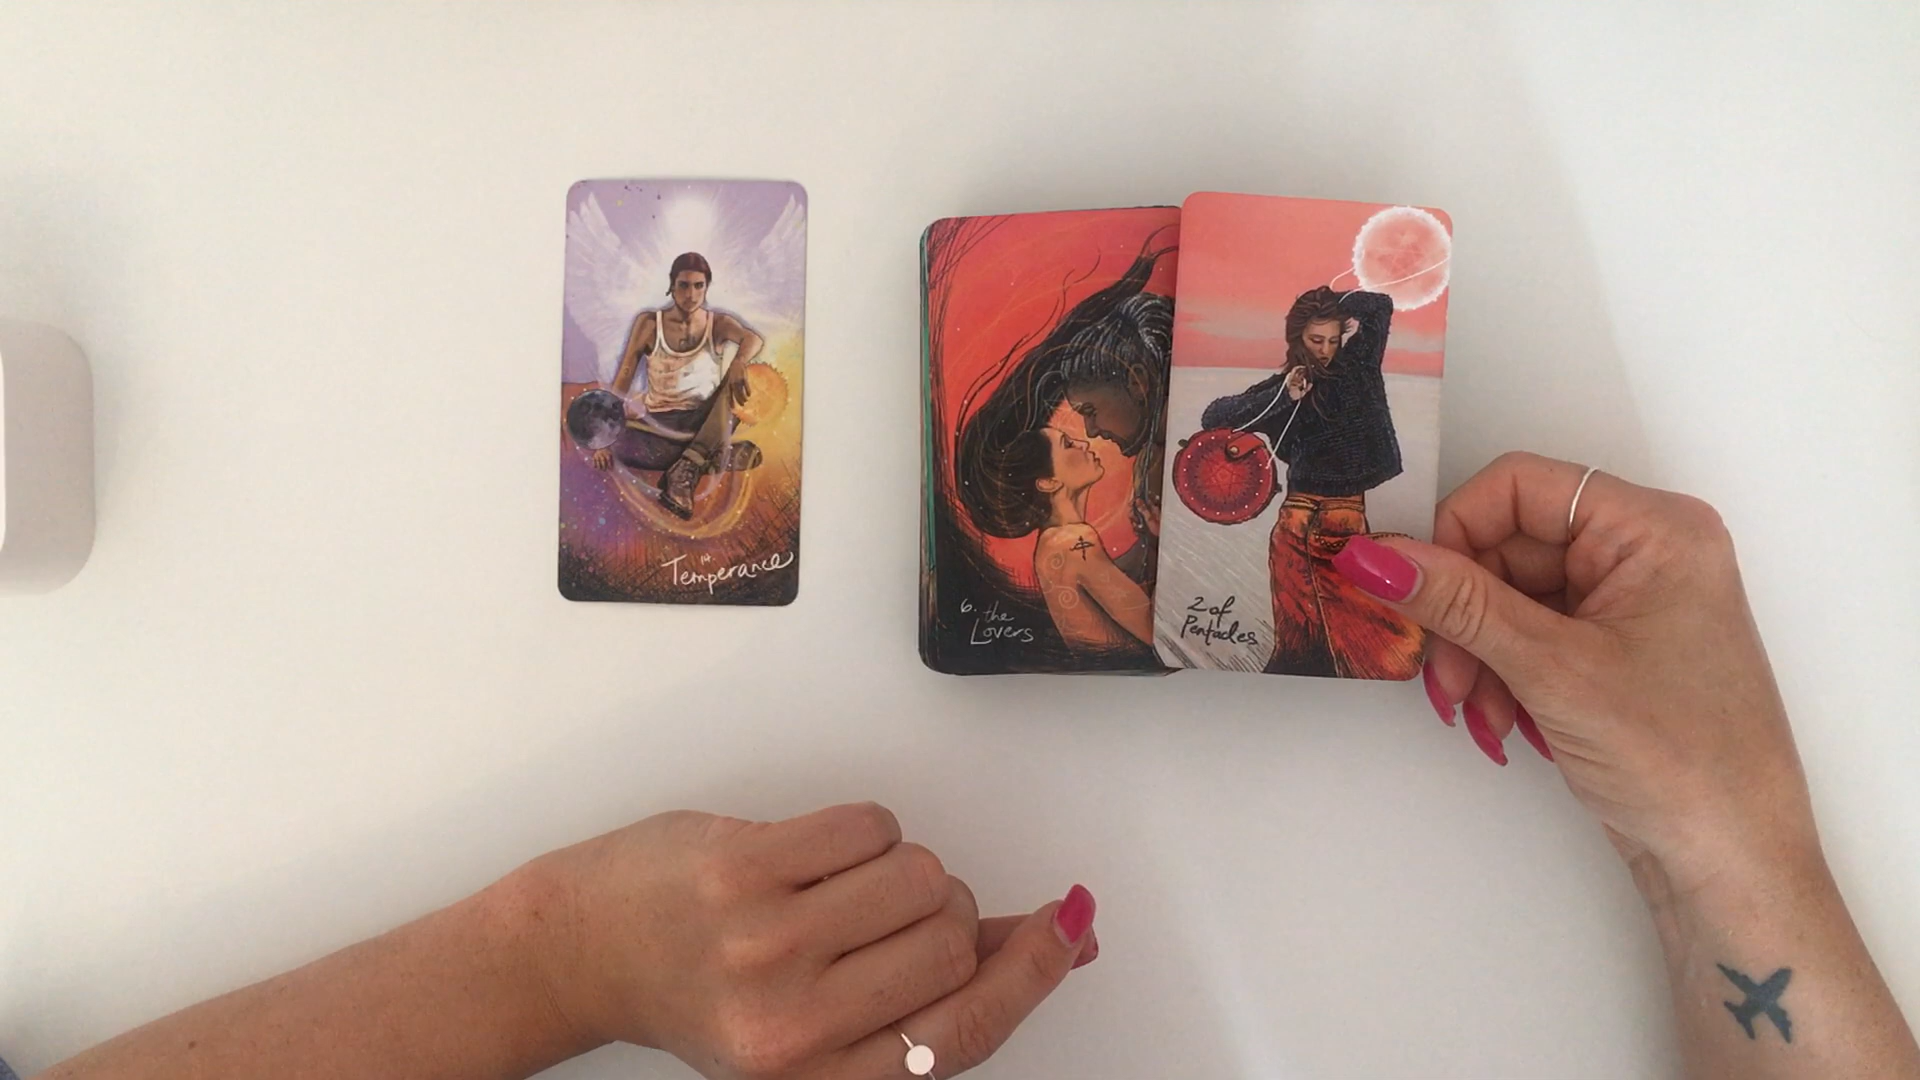 14.
Temperance
6. the
Lovers
2 of
Pentacles